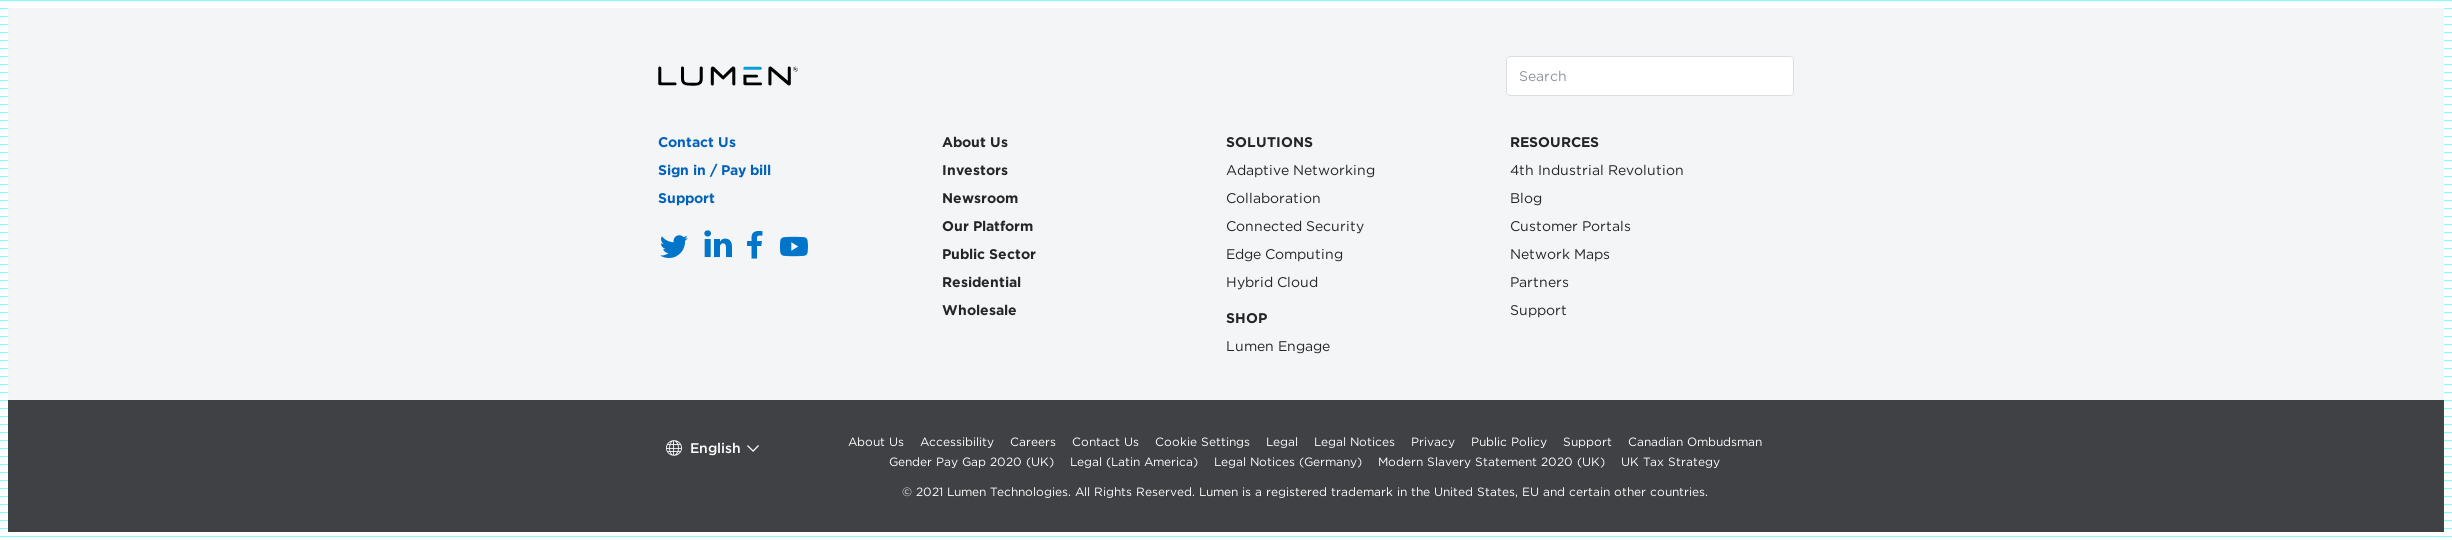 LUMEN®
Search
Contact Us
Sign in / Pay bill
Support
About Us
Investors
Newsroom
Our Platform
Public Sector
Residential
Wholesale
SOLUTIONS
Adaptive Networking
Collaboration
Connected Security
Edge Computing
Hybrid Cloud
SHOP
Lumen Engage
RESOURCES
4th Industrial Revolution
Blog
Customer Portals
Network Maps
Partners
Support
English
About Us Accessibility Careers Contact Us Cookie Settings Legal Legal Notices Privacy Public Policy Support Canadian Ombudsman
Gender Pay Gap 2020 (UK) Legal (Latin America) Legal Notices (Germany) Modern Slavery Statement 2020 (UK) UK Tax Strategy
© 2021 Lumen Technologies. All Rights Reserved. Lumen is a registered trademark in the United States, EU and certain other countries.